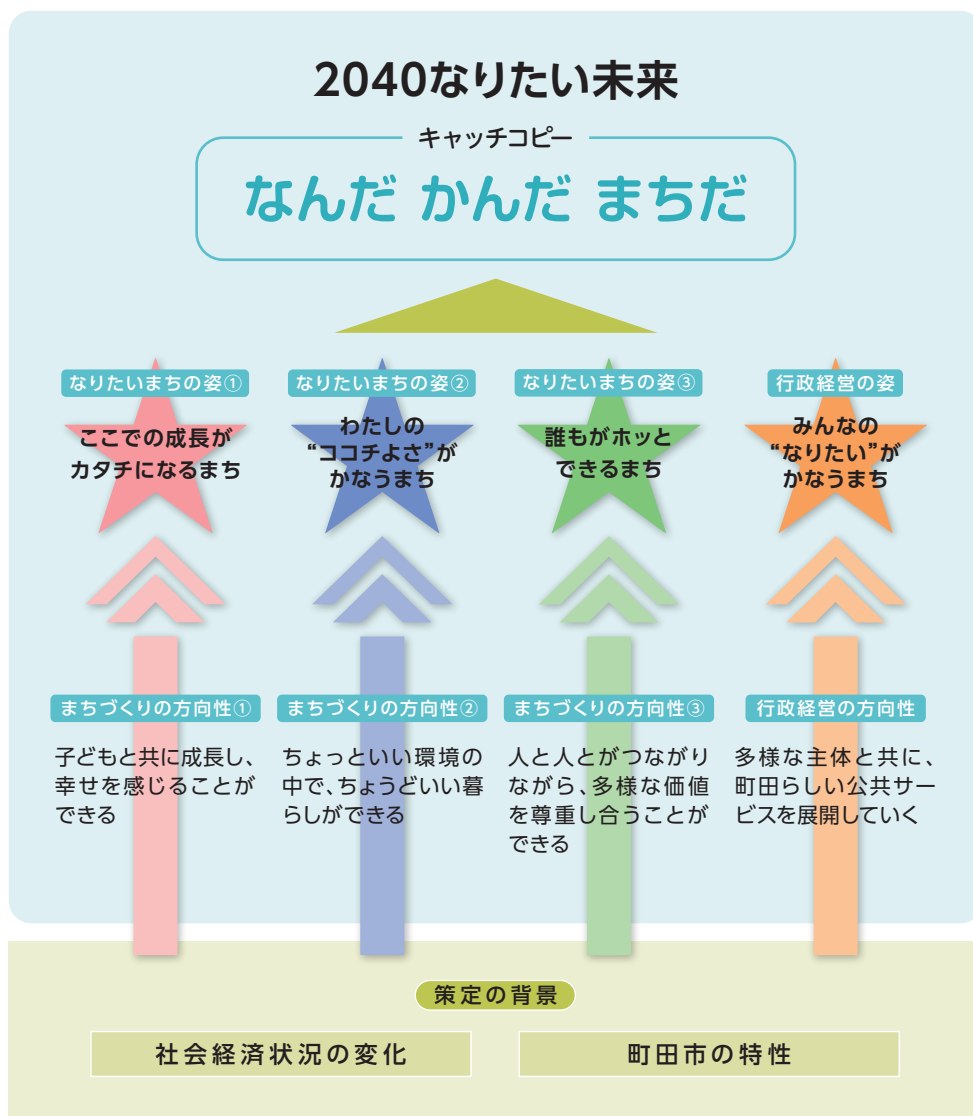 2040なりたい未来
キャッチコピー
なんだ かんだ まちだ
なりたいまちの姿①
ここでの成長が
カタチになるまち
なりたいまちの姿②
わたしの
“ココチよさ”が
かなうまち
なりたいまちの姿③
誰もがホッと
できるまち
行政経営の姿
みんなの
“なりたい”が
かなうまち
まちづくりの方向性①
子どもと共に成長し、
幸せを感じることが
できる
まちづくりの方向性②
ちょっといい環境の
中で、ちょうどいい暮
らしができる
まちづくりの方向性③
人と人とがつながり
ながら、多様な価値
を尊重し合うことが
できる
行政経営の方向性
多様な主体と共に、
町田らしい公共サー
ビスを展開していく
策定の背景
社会経済状況の変化
町田市の特性